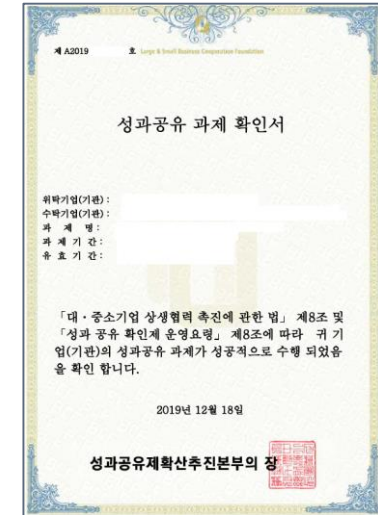 제 A2019 호 Large & Small Business Cooperation Foundation
성과공유 과제 확인서
위탁기업(기관) :
수탁기업(기관) :
과 제 명 :
과 제 기 간 :
유 효 기 간 :
「대·중소기업 상생협력 촉진에 관한 법」 제8조 및
「성과 공유 확인제 운영요령」 제8조에 따라 귀 기
업(기관)의 성과공유 과제가 성공적으로 수행 되었음
을 확인 합니다.
2019년 12월 18일
성과공유제확산추진본부의 장